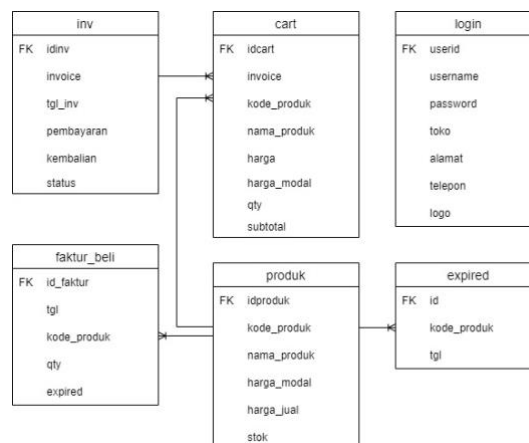 inv
FK idinv
invoice
tgl_inv
pembayaran
kembalian
status
cart
FK idcart
invoice
kode_produk
nama_produk
harga
harga_modal
qty
subtotal
login
FK userid
username
password
toko
alamat
telepon
logo
faktur_beli
FK id_faktur
tgl
kode_produk
qty
expired
produk
FK idproduk
kode_produk
nama_produk
harga_modal
harga_jual
stok
expired
FK id
kode_produk
tgl